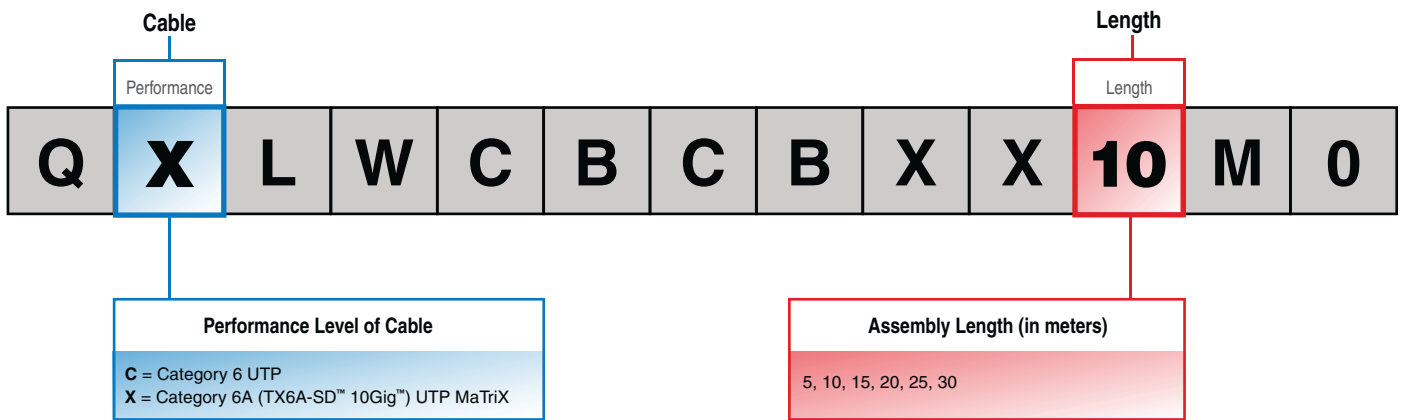 Cable Length
Performance Length
Q X L W C B C B X X 10 M 0
Performance Level of Cable
C = Category 6 UTP
X = Category 6A (TX6A-SD™ 10Gig™) UTP MaTriX
Assembly Length (in meters)
5, 10, 15, 20, 25, 30